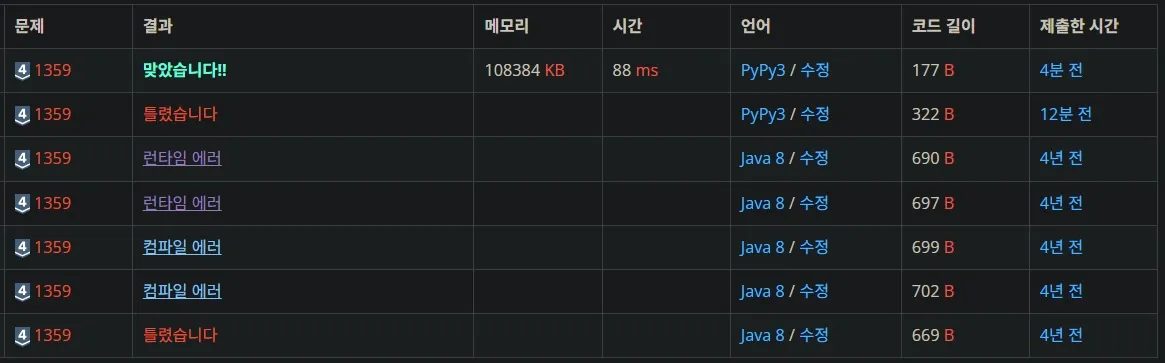 문제 결과 메모리 시간 언어 코드 길이 제출한 시간
4 1359 맞았습니다!! 108384 KB 88 ms PyPy3 / 수정 177 B 4분 전
4 1359 틀렸습니다 PyPy3 / 수정 322 B 12분 전
4 1359 런타임 에러 Java 8 / 수정 690 B 4년 전
4 1359 런타임 에러 Java 8 / 수정 697 B 4년 전
4 1359 컴파일 에러 Java 8 / 수정 699 B 4년 전
4 1359 컴파일 에러 Java 8 / 수정 702 B 4년 전
4 1359 틀렸습니다 Java 8 / 수정 669 B 4년 전